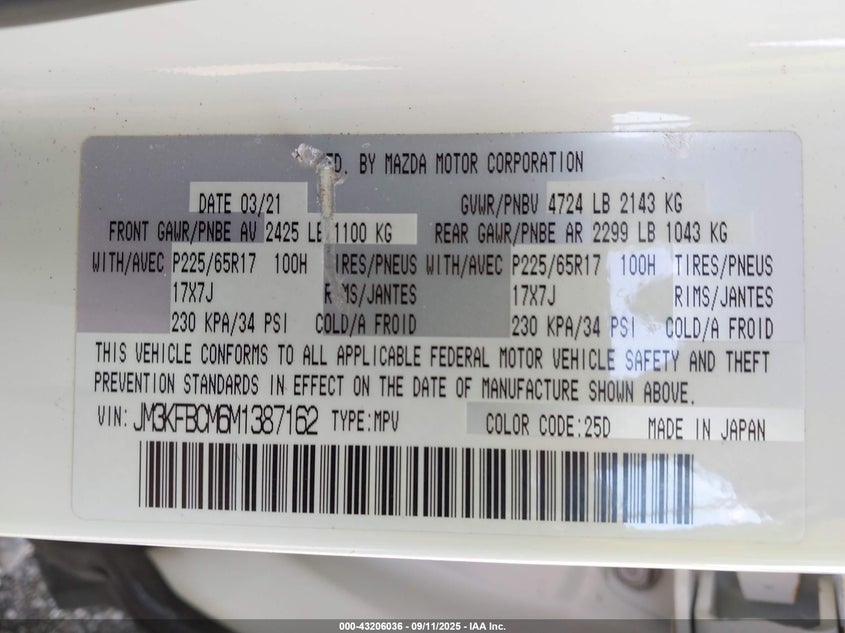 FD. BY MAZDA MOTOR CORPORATION
DATE 03/21 GVWR/PNBV 4724 LB 2143 KG
FRONT GAWR/PNBE AV 2425 LB 1100 KG REAR GAWR/PNBE AR 2299 LB 1043 KG
WITH/AVEC P225/65R17 100H TIRES/PNEUS WITH/AVEC P225/65R17 100H TIRES/PNEUS
17X7J RIMS/JANTES 17X7J RIMS/JANTES
230 KPA/34 PSI COLD/A FROID 230 KPA/34 PSI COLD/A FROID
THIS VEHICLE CONFORMS TO ALL APPLICABLE FEDERAL MOTOR VEHICLE SAFETY AND THEFT
PREVENTION STANDARDS IN EFFECT ON THE DATE OF MANUFACTURE SHOWN ABOVE.
VIN: JM3KFBCM6M1387162 TYPE:MPV COLOR CODE:25D MADE IN JAPAN
000-43206036 - 09/11/2025 - IAA Inc.